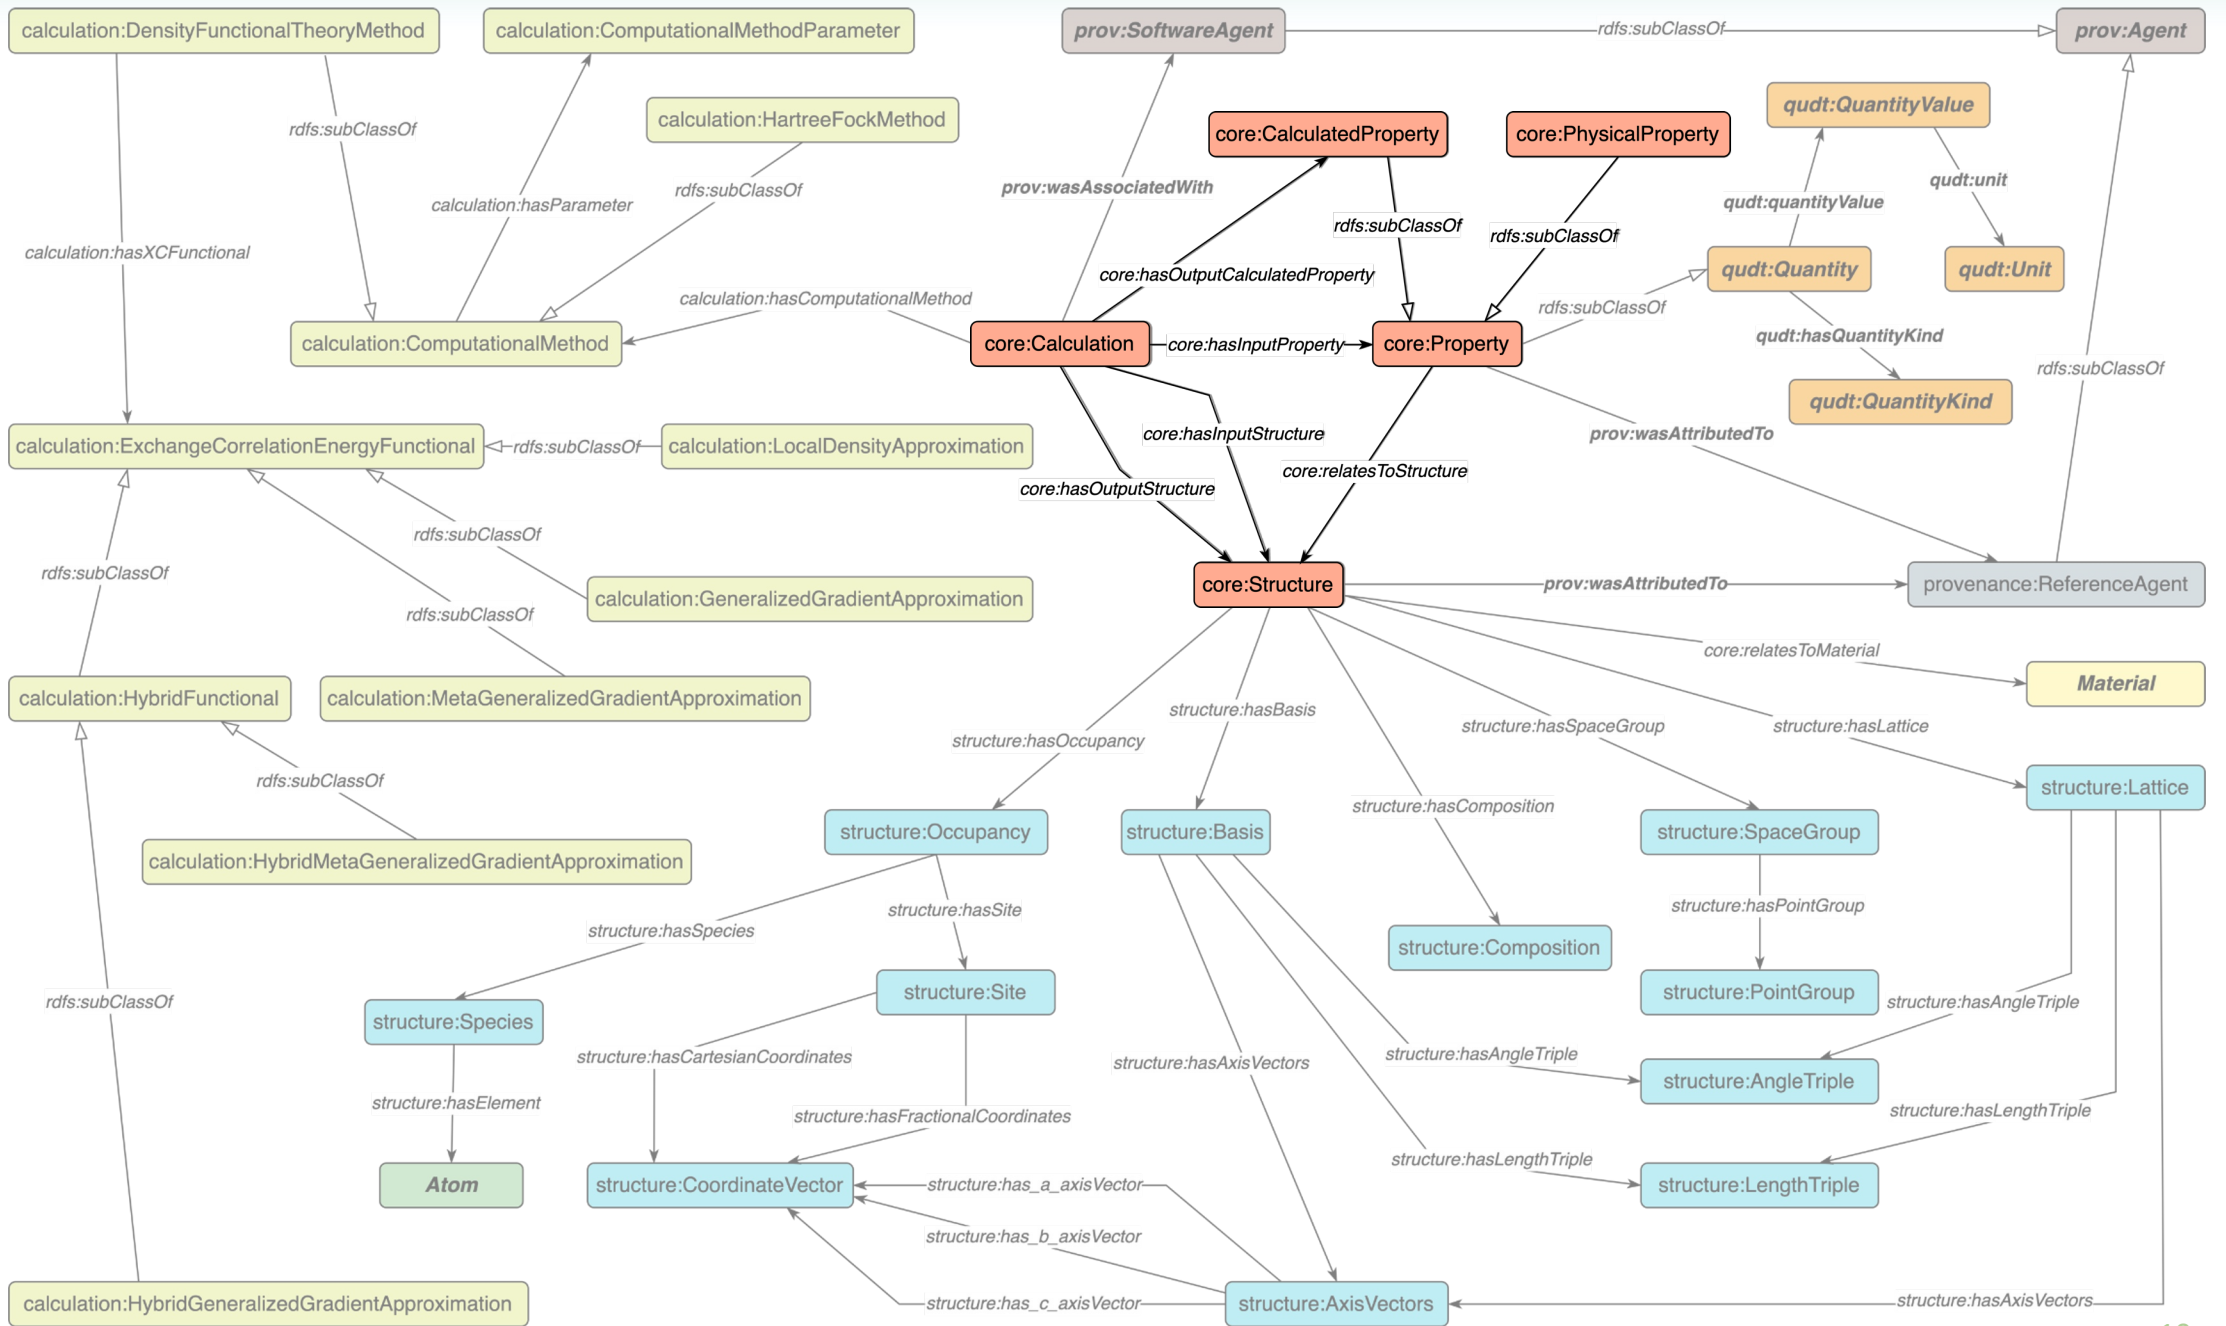 calculation:DensityFunctionalTheoryMethod
calculation:ComputationalMethodParameter
prov:SoftwareAgent
rdfs:subClassOf
prov:Agent
qudt:QuantityValue
calculation:HartreeFockMethod
core:CalculatedProperty
core:PhysicalProperty
rdfs:subClassOf
rdfs:subClassOf
prov:wasAssociatedWith
qudt:unit
calculation:hasParameter
qudt:quantityValue
rdfs:subClassOf
rdfs:subClassOf
calculation:hasXCFunctional
core:hasOutputCalculatedProperty
qudt:Quantity
qudt:Unit
calculation:hasComputationalMethod
rdfs:subClassOf
qudt:hasQuantityKind
calculation:ComputationalMethod
core:Calculation
core:hasInputProperty
core:Property
rdfs:subClassOf
qudt:QuantityKind
core:hasInputStructure
prov:wasAttributedTo
calculation:ExchangeCorrelationEnergyFunctional
rdfs:subClassOf
calculation:LocalDensityApproximation
core:relatesToStructure
core:hasOutputStructure
rdfs:subClassOf
rdfs:subClassOf
core:Structure
prov:wasAttributedTo
provenance:ReferenceAgent
calculation:GeneralizedGradientApproximation
rdfs:subClassOf
core:relatesToMaterial
Material
calculation:HybridFunctional
calculation:MetaGeneralizedGradientApproximation
structure:hasBasis
structure:hasSpaceGroup
structure:hasLattice
structure:hasOccupancy
rdfs:subClassOf
structure:Lattice
structure:hasComposition
structure:Occupancy
structure:Basis
structure:SpaceGroup
calculation:HybridMetaGeneralizedGradientApproximation
structure:hasPointGroup
structure:hasSite
structure:hasSpecies
structure:Composition
structure:Site
structure:PointGroup
rdfs:subClassOf
structure:hasAngleTriple
structure:Species
structure:hasCartesianCoordinates
structure:hasAngleTriple
structure:hasAxisVectors
structure:AngleTriple
structure:hasElement
structure:hasLengthTriple
structure:hasFractionalCoordinates
structure:hasLengthTriple
Atom
structure:CoordinateVector
structure:has_a_axisVector
structure:LengthTriple
structure:has_b_axisVector
calculation:HybridGeneralizedGradientApproximation
structure:has_c_axisVector
structure:AxisVectors
structure:hasAxisVectors